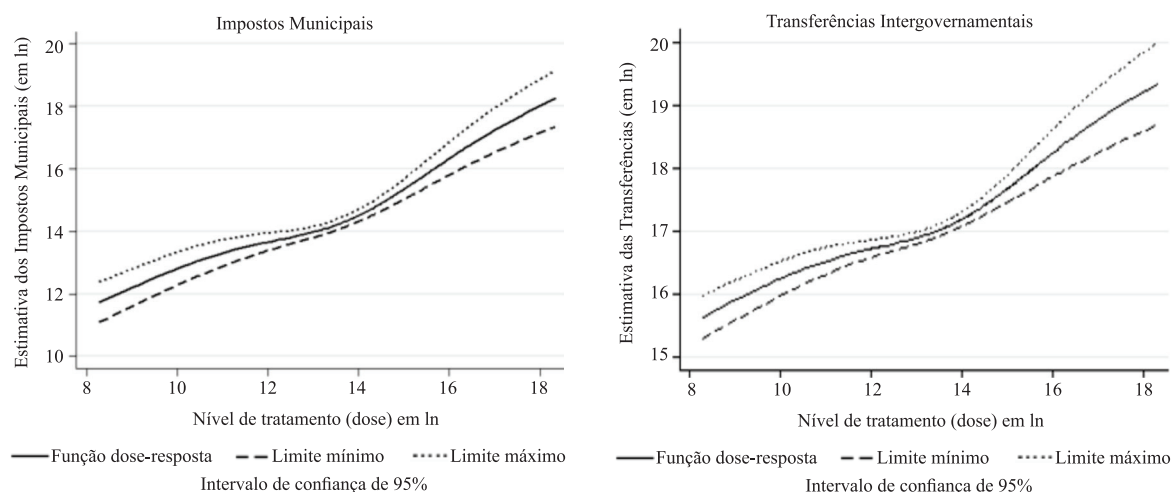 Impostos Municipais
Estimativa dos Impostos Municipais (em ln)
20
18
16
14
12
10
8 10 12 14 16 18
Nível de tratamento (dose) em ln
Função dose-resposta Limite mínimo Limite máximo
Intervalo de confiança de 95%
Transferências Intergovernamentais
Estimativa das Transferências (em ln)
20
19
18
17
16
15
8 10 12 14 16 18
Nível de tratamento (dose) em ln
Função dose-resposta Limite mínimo Limite máximo
Intervalo de confiança de 95%